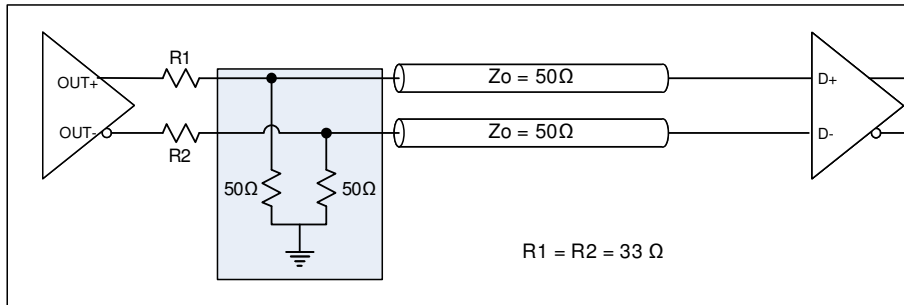 R1
OUT+
Zo = 50Ω
D+
OUT-
Zo = 50Ω
D-
R2
50Ω
50Ω
R1 = R2 = 33 Ω